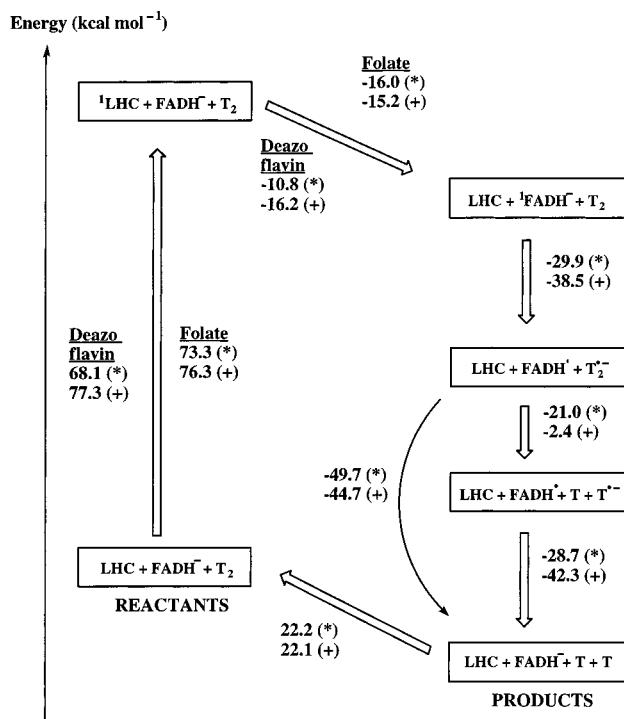 Energy (kcal mol⁻¹)
Folate
-16.0 (*)
-15.2 (+)
¹LHC + FADH⁻ + T₂
Deazo
flavin
-10.8 (*)
-16.2 (+)
LHC + ¹FADH⁻ + T₂
-29.9 (*)
-38.5 (+)
Deazo
flavin
68.1 (*)
77.3 (+)
Folate
73.3 (*)
76.3 (+)
LHC + FADH• + T₂•⁻
-21.0 (*)
-2.4 (+)
-49.7 (*)
-44.7 (+)
LHC + FADH• + T + T•⁻
LHC + FADH⁻ + T₂
REACTANTS
-28.7 (*)
-42.3 (+)
22.2 (*)
22.1 (+)
LHC + FADH⁻ + T + T
PRODUCTS